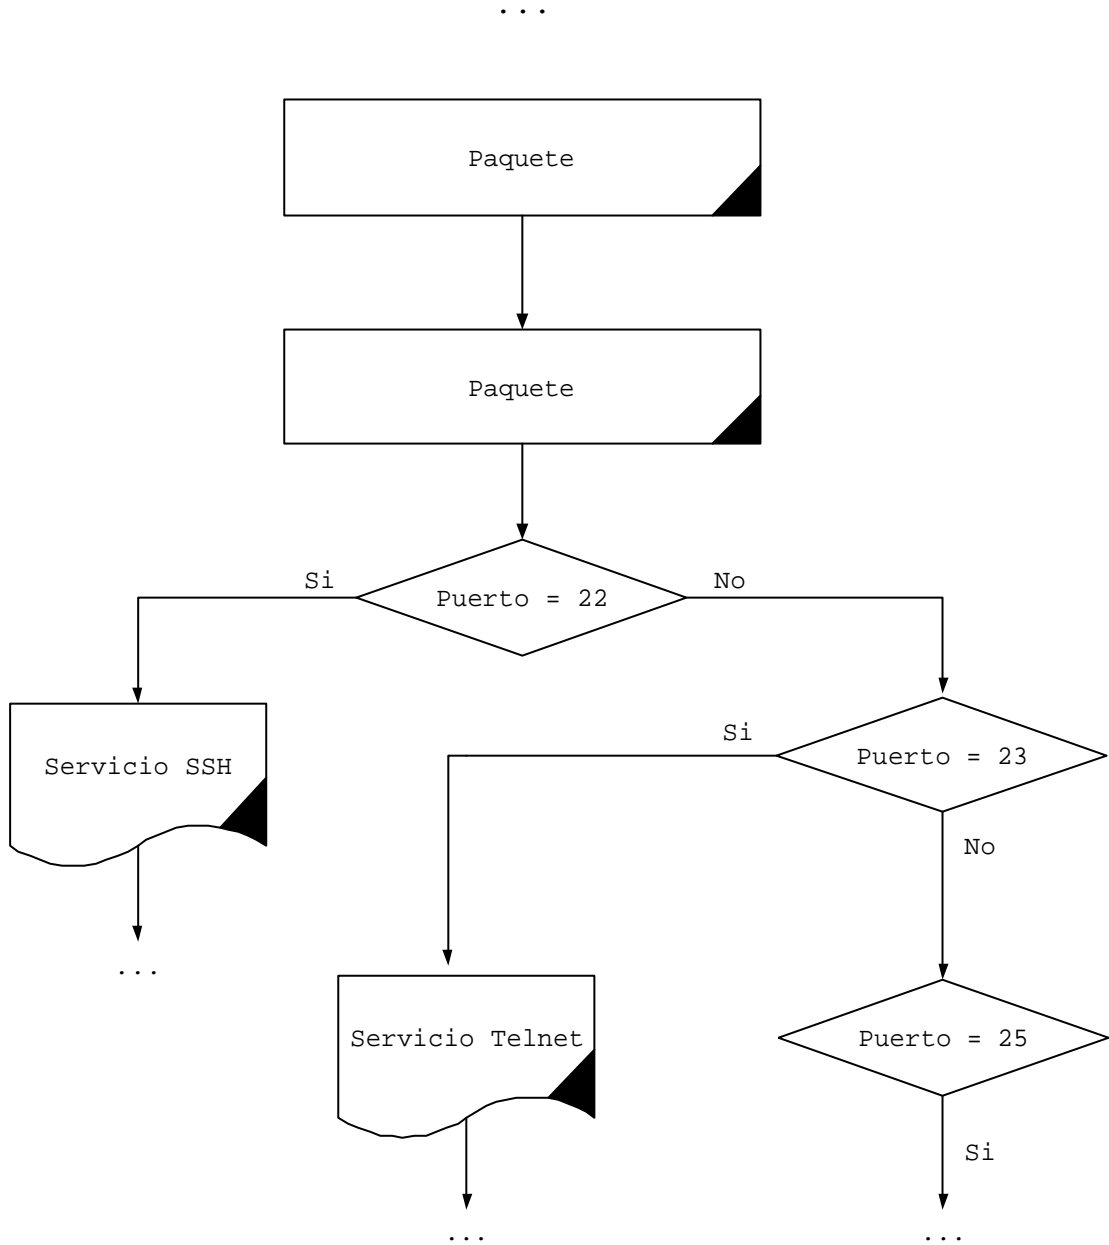 ...
Paquete
Paquete
Si
No
Puerto = 22
Servicio SSH
Si
Puerto = 23
No
...
Servicio Telnet
Puerto = 25
Si
...
...